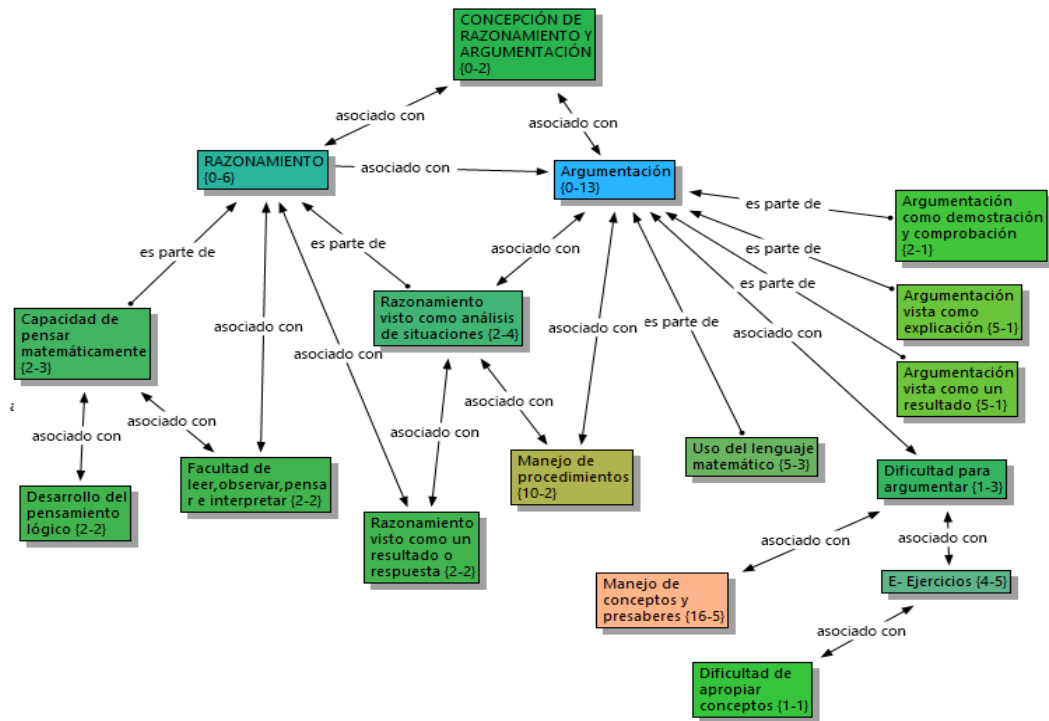 CONCEPCIÓN DE
RAZONAMIENTO Y
ARGUMENTACIÓN
{0-2}
asociado con
asociado con
RAZONAMIENTO
{0-6}
asociado con
Argumentación
{0-13}
es parte de
Argumentación
como demostración
y comprobación
{2-1}
es parte de
es parte de
asociado con
es parte de
Argumentación
vista como
explicación {5-1}
es parte de
Capacidad de
pensar
matemáticamente
{2-3}
Razonamiento
visto como análisis
de situaciones {2-4}
asociado con
asociado con
asociado con
es parte de
asociado con
Argumentación
vista como un
resultado {5-1}
asociado con
asociado con
asociado con
asociado con
Desarrollo del
pensamiento
lógico {2-2}
Facultad de
leer,observar,pensa
r e interpretar {2-2}
Razonamiento
visto como un
resultado o
respuesta {2-2}
Manejo de
procedimientos
{10-2}
Uso del lenguaje
matemático {5-3}
Dificultad para
argumentar {1-3}
asociado con
asociado con
Manejo de
conceptos y
presaberes {16-5}
E- Ejercicios {4-5}
asociado con
Dificultad de
apropiar
conceptos {1-1}